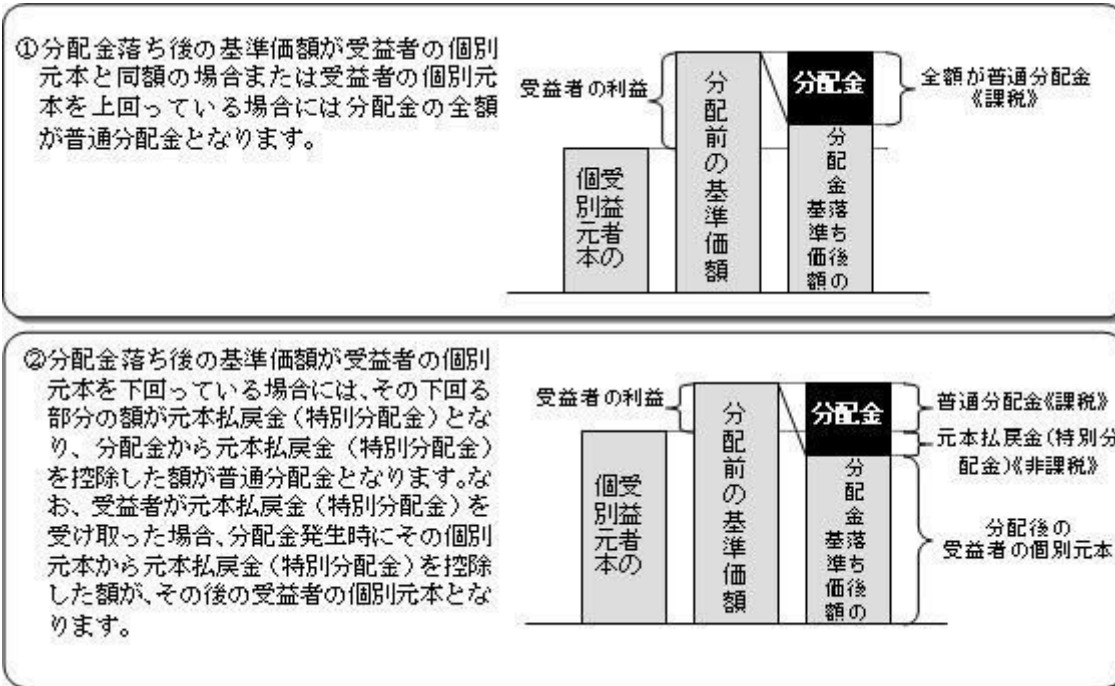 ①分配金落ち後の基準価額が受益者の個別
元本と同額の場合または受益者の個別元
本を上回っている場合には分配金の全額
が普通分配金となります。
受益者の利益
個別元本
受益者の
分配前の基準価額
分配金
基準価額
分配金落ち後の
全額が普通分配金
《課税》
②分配金落ち後の基準価額が受益者の個別
元本を下回っている場合には、その下回る
部分の額が元本払戻金(特別分配金)とな
り、分配金から元本払戻金(特別分配金)
を控除した額が普通分配金となります。な
お、受益者が元本払戻金(特別分配金)を
受け取った場合、分配金発生時にその個別
元本から元本払戻金(特別分配金)を控除
した額が、その後の受益者の個別元本とな
ります。
受益者の利益
個別元本
受益者の
分配前の基準価額
分配金
基準価額
分配金落ち後の
普通分配金《課税》
元本払戻金(特別分
配金)《非課税》
分配後の
受益者の個別元本